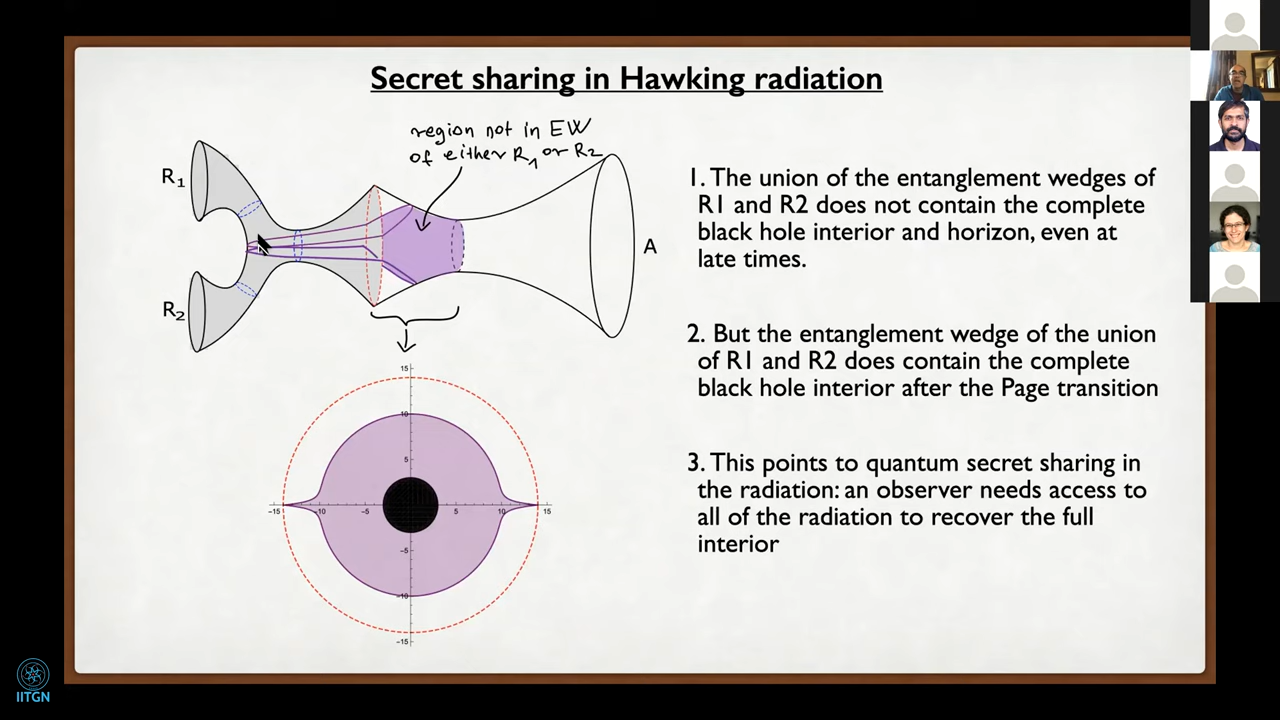 Secret sharing in Hawking radiation
region not in EW
of either R1 or R2
R1
R2
A
1. The union of the entanglement wedges of
R1 and R2 does not contain the complete
black hole interior and horizon, even at
late times.
2. But the entanglement wedge of the union
of R1 and R2 does contain the complete
black hole interior after the Page transition
3. This points to quantum secret sharing in
the radiation: an observer needs access to
all of the radiation to recover the full
interior
15
10
5
-15 -10 -5 5 10 15
-5
-10
-15
IITGN